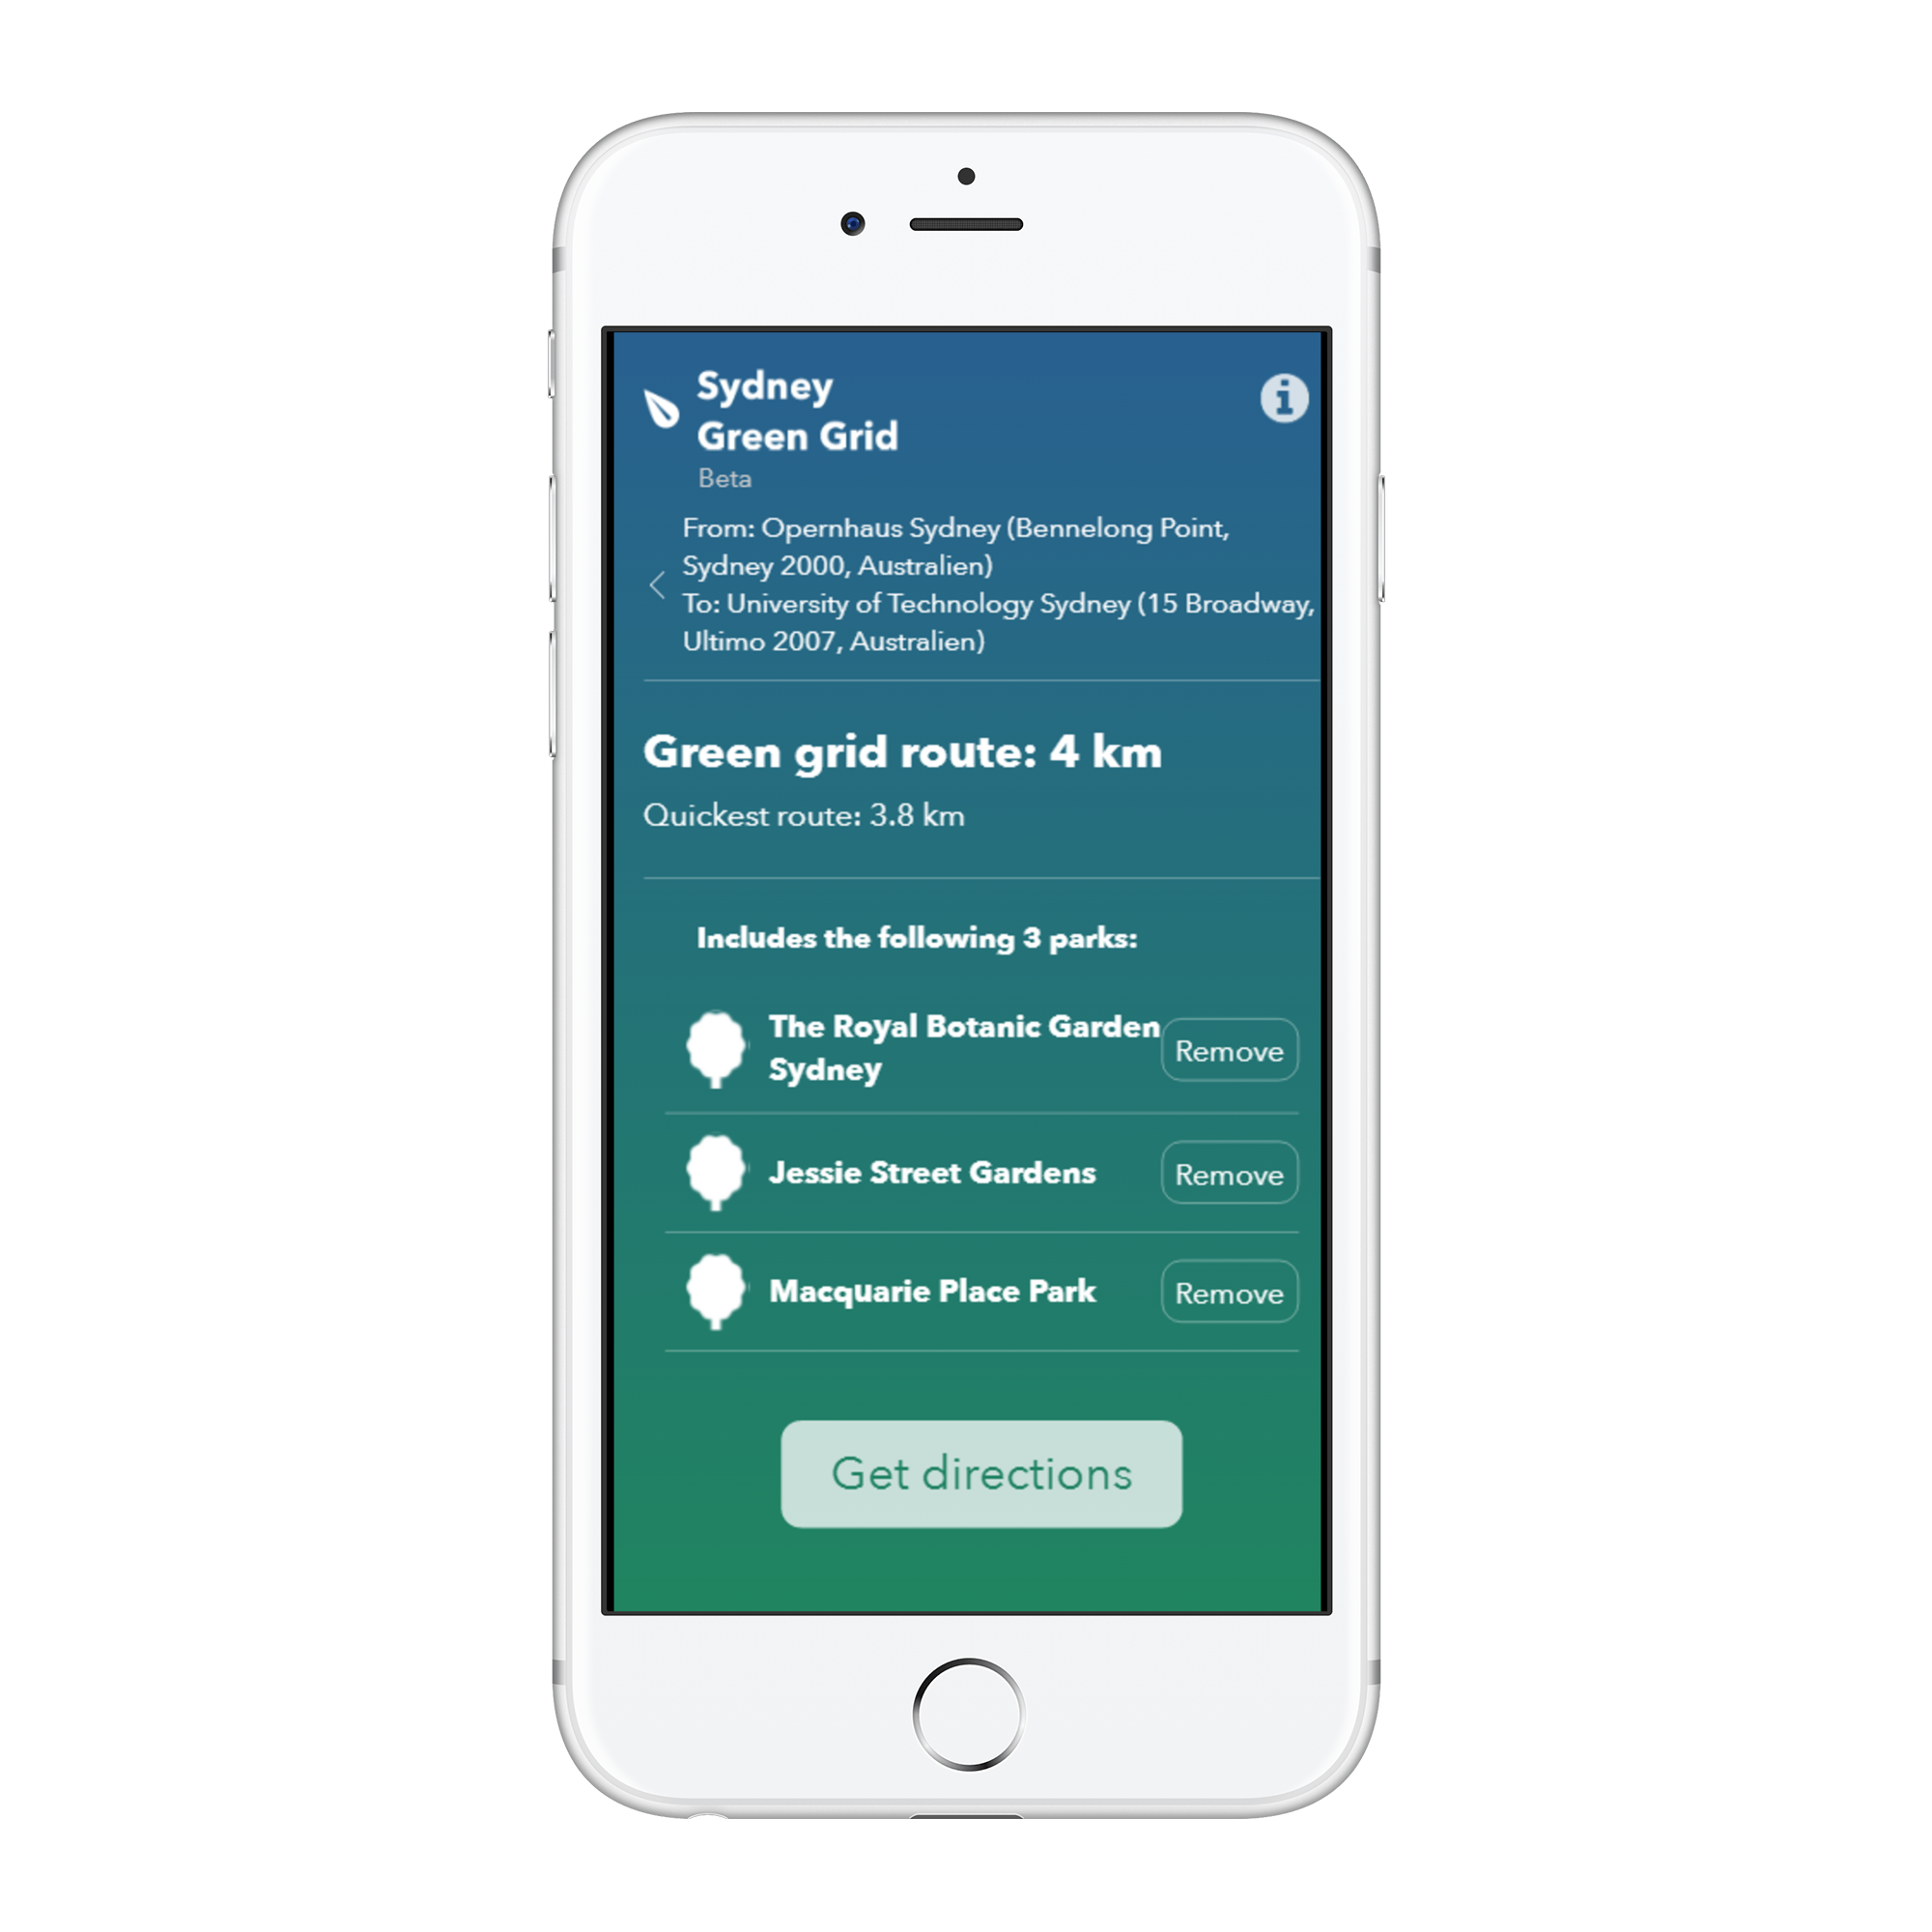 Sydney
Green Grid
Beta
From: Opernhaus Sydney (Bennelong Point,
Sydney 2000, Australien)
To: University of Technology Sydney (15 Broadway,
Ultimo 2007, Australien)
Green grid route: 4 km
Quickest route: 3.8 km
Includes the following 3 parks:
The Royal Botanic Garden
Sydney
Remove
Jessie Street Gardens
Remove
Macquarie Place Park
Remove
Get directions